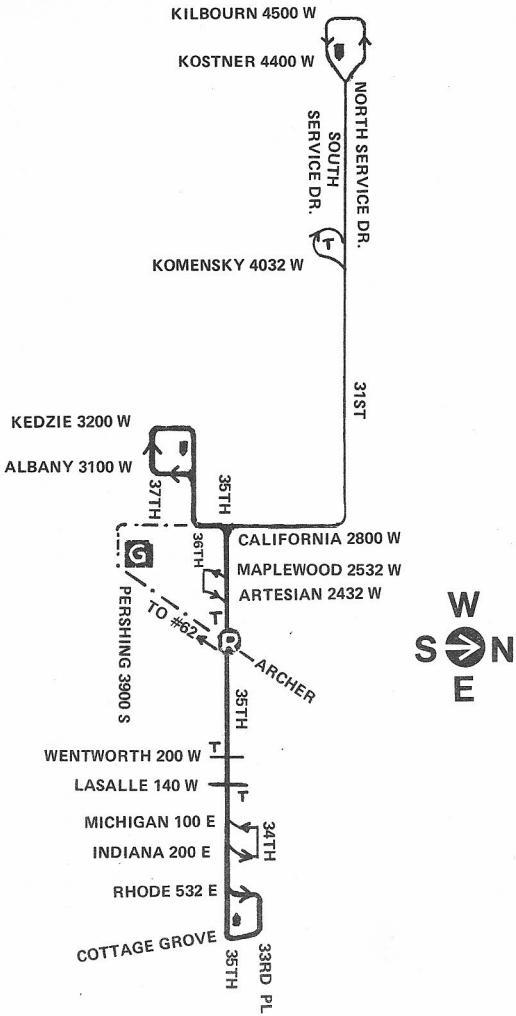 KILBOURN 4500 W
KOSTNER 4400 W
NORTH SERVICE DR.
SOUTH
SERVICE DR.
T
KOMENSKY 4032 W
31ST
KEDZIE 3200 W
ALBANY 3100 W
37TH
35TH
CALIFORNIA 2800 W
36TH
MAPLEWOOD 2532 W
ARTESIAN 2432 W
G
T
TO #62
PERSHING 3900 S
R
ARCHER
W
S N
E
35TH
T
WENTWORTH 200 W
LASALLE 140 W
T
MICHIGAN 100 E
34TH
INDIANA 200 E
RHODE 532 E
COTTAGE GROVE
35TH
33RD PL